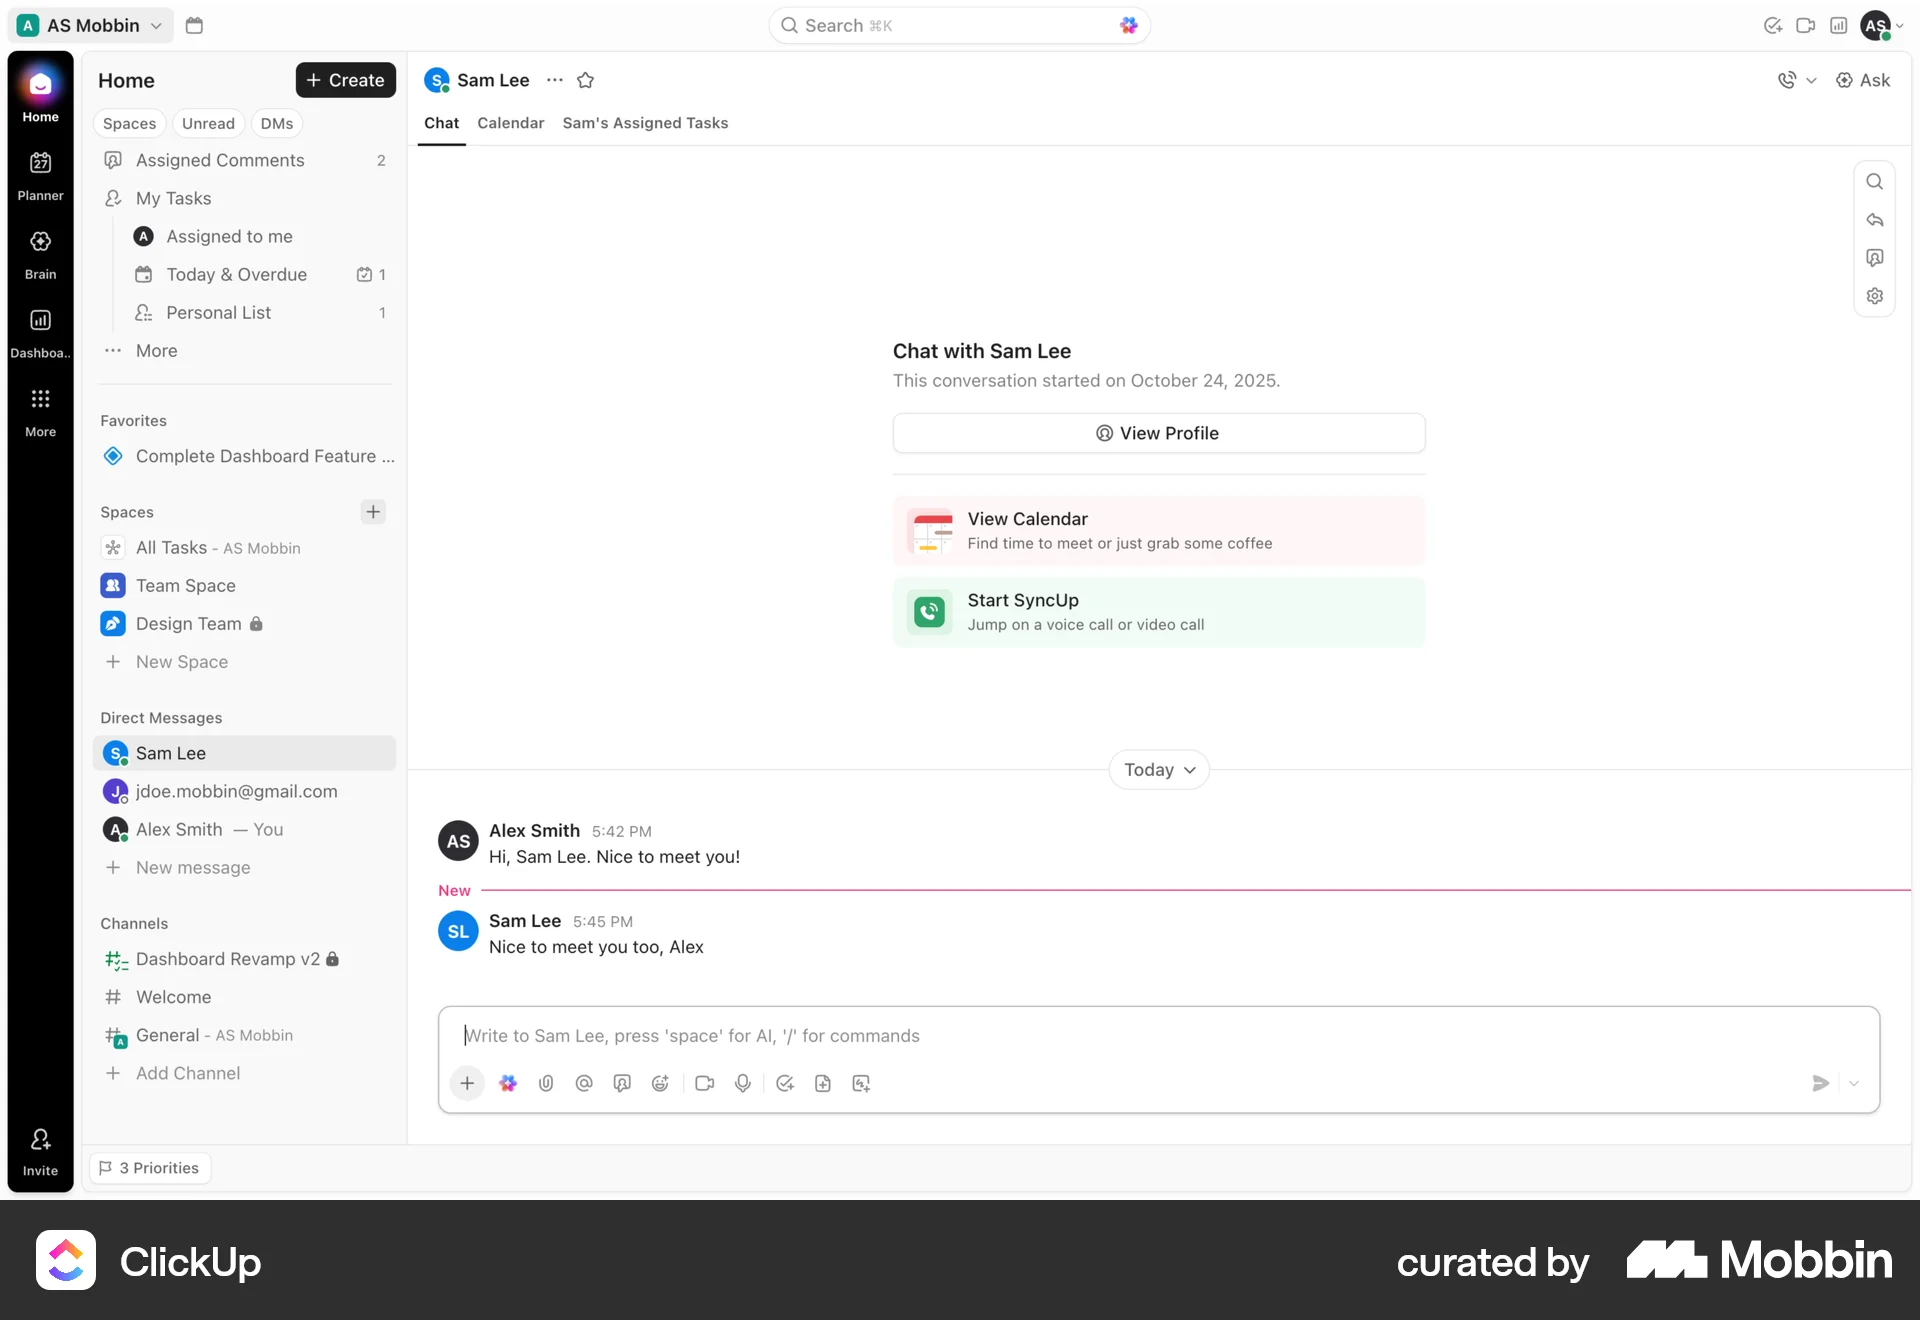 A AS Mobbin
Search ⌘K
AS
Home
Planner
27
Brain
Dashboa..
More
Invite
Home
+ Create
Spaces
Unread
DMs
Assigned Comments 2
My Tasks
A Assigned to me
Today & Overdue 1
Personal List 1
More
Favorites
Complete Dashboard Feature ...
Spaces
All Tasks - AS Mobbin
Team Space
Design Team
New Space
Direct Messages
S Sam Lee
J jdoe.mobbin@gmail.com
A Alex Smith — You
New message
Channels
Dashboard Revamp v2
Welcome
A General - AS Mobbin
Add Channel
3 Priorities
S Sam Lee
Ask
Chat
Calendar
Sam's Assigned Tasks
Chat with Sam Lee
This conversation started on October 24, 2025.
View Profile
View Calendar
Find time to meet or just grab some coffee
Start SyncUp
Jump on a voice call or video call
Today
AS Alex Smith 5:42 PM
Hi, Sam Lee. Nice to meet you!
New
SL Sam Lee 5:45 PM
Nice to meet you too, Alex
Write to Sam Lee, press 'space' for AI, '/' for commands
ClickUp
curated by Mobbin